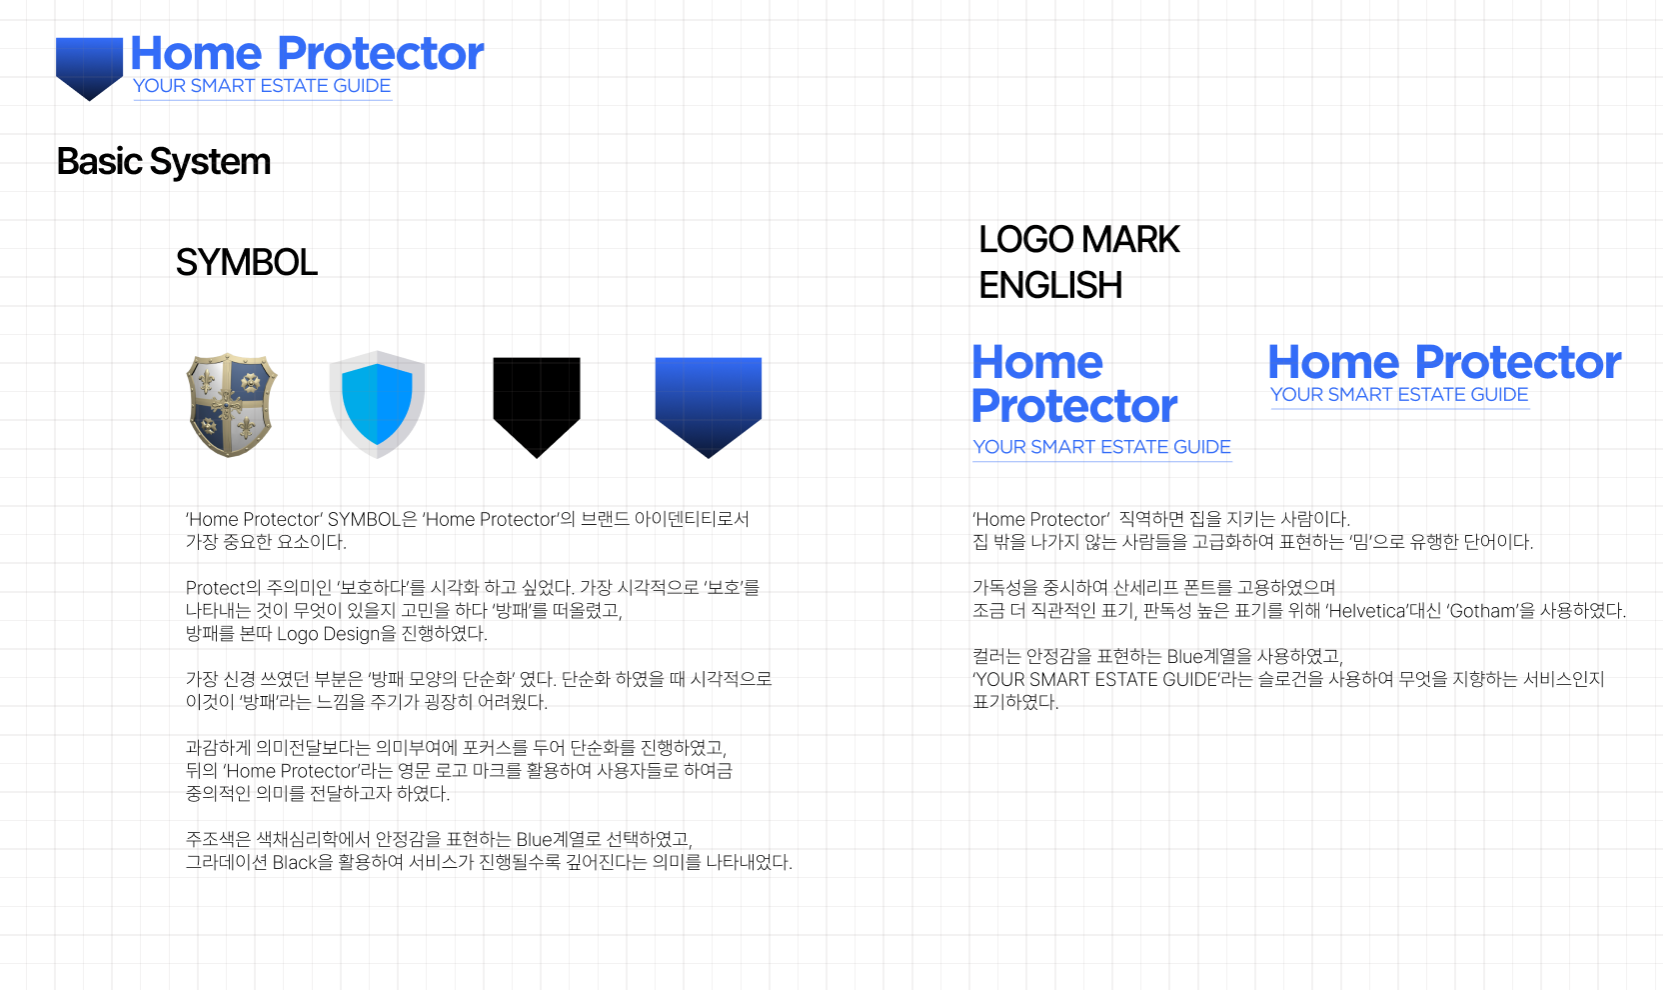 Home Protector
YOUR SMART ESTATE GUIDE
Basic System
SYMBOL
‘Home Protector’ SYMBOL은 ‘Home Protector’의 브랜드 아이덴티티로서
가장 중요한 요소이다.
Protect의 주의미인 ‘보호하다’를 시각화 하고 싶었다. 가장 시각적으로 ‘보호’를
나타내는 것이 무엇이 있을지 고민을 하다 ‘방패’를 떠올렸고,
방패를 본따 Logo Design을 진행하였다.
가장 신경 쓰였던 부분은 ‘방패 모양의 단순화’ 였다. 단순화 하였을 때 시각적으로
이것이 ‘방패’라는 느낌을 주기가 굉장히 어려웠다.
과감하게 의미전달보다는 의미부여에 포커스를 두어 단순화를 진행하였고,
뒤의 ‘Home Protector’라는 영문 로고 마크를 활용하여 사용자들로 하여금
중의적인 의미를 전달하고자 하였다.
주조색은 색채심리학에서 안정감을 표현하는 Blue계열로 선택하였고,
그라데이션 Black을 활용하여 서비스가 진행될수록 깊어진다는 의미를 나타내었다.
LOGO MARK
ENGLISH
Home
Protector
YOUR SMART ESTATE GUIDE
Home Protector
YOUR SMART ESTATE GUIDE
‘Home Protector’ 직역하면 집을 지키는 사람이다.
집 밖을 나가지 않는 사람들을 고급화하여 표현하는 ‘밈’으로 유행한 단어이다.
가독성을 중시하여 산세리프 폰트를 고용하였으며
조금 더 직관적인 표기, 판독성 높은 표기를 위해 ‘Helvetica’대신 ‘Gotham’을 사용하였다.
컬러는 안정감을 표현하는 Blue계열을 사용하였고,
‘YOUR SMART ESTATE GUIDE’라는 슬로건을 사용하여 무엇을 지향하는 서비스인지
표기하였다.